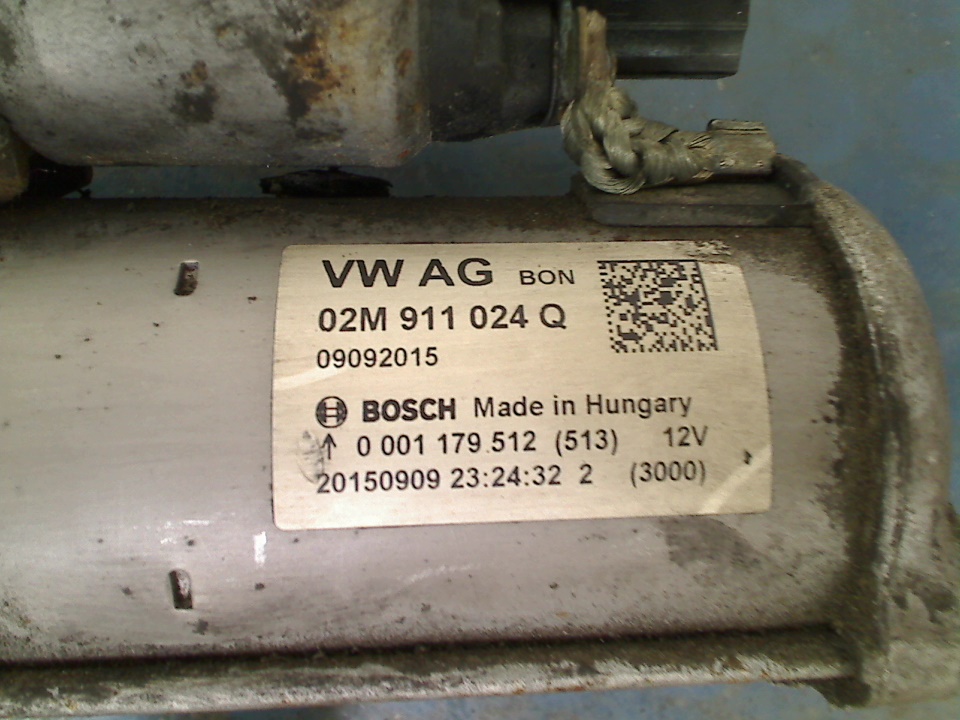 VW AG BON
02M 911 024 Q
09092015
BOSCH Made in Hungary
↑ 0 001 179 512 (513) 12V
20150909 23:24:32 2 (3000)